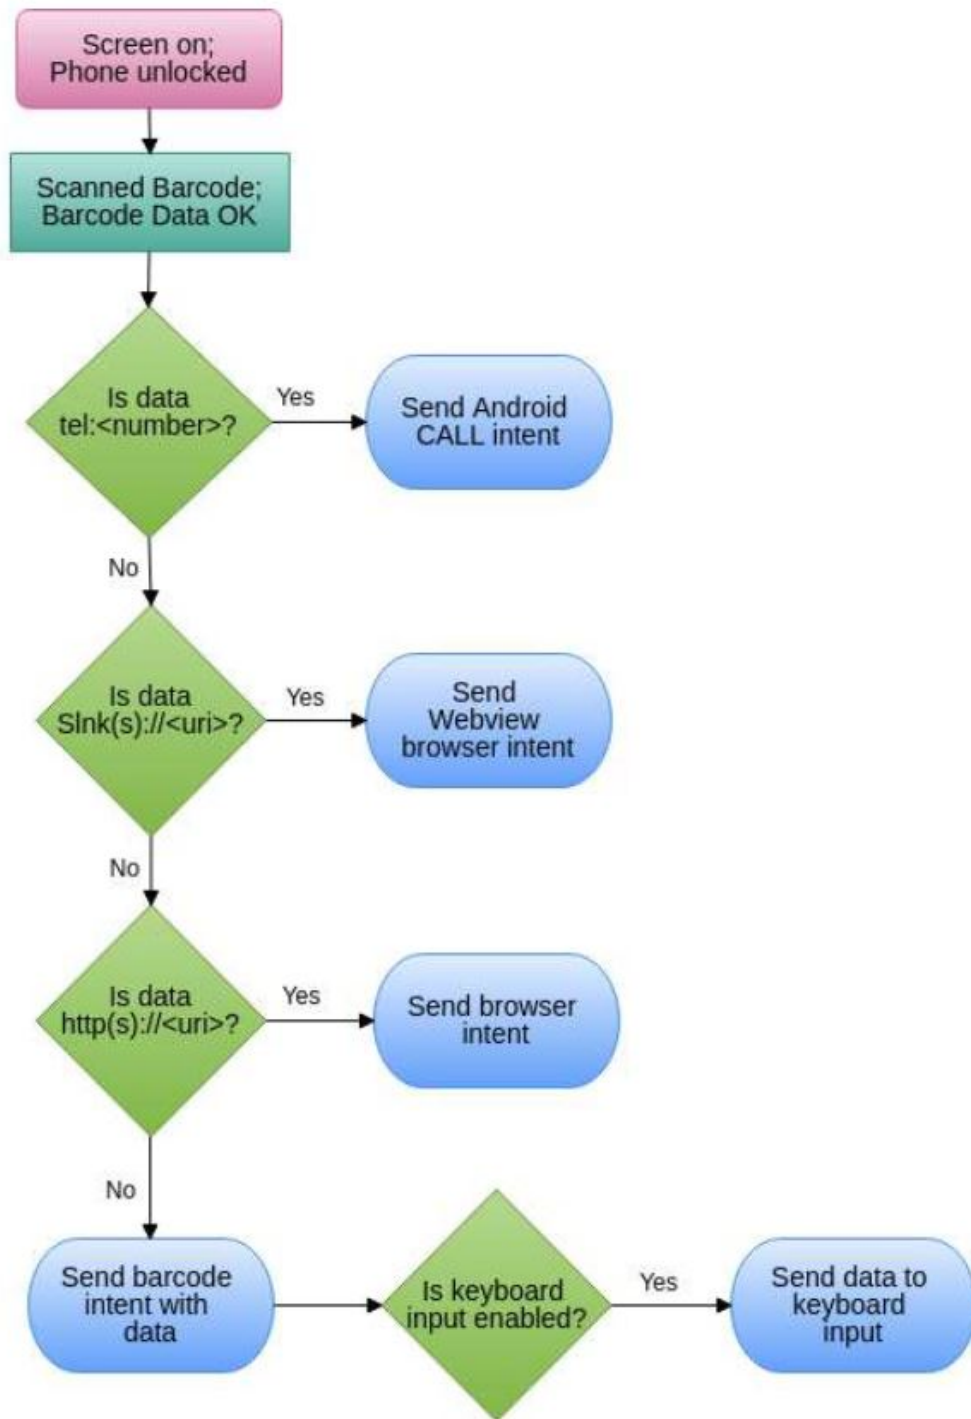 Screen on;
Phone unlocked
Scanned Barcode;
Barcode Data OK
Is data
tel:<number>?
Yes
Send Android
CALL intent
No
Is data
Slnk(s)://<uri>?
Yes
Send
Webview
browser intent
No
Is data
http(s)://<uri>?
Yes
Send browser
intent
No
Send barcode
intent with
data
Is keyboard
input enabled?
Yes
Send data to
keyboard
input